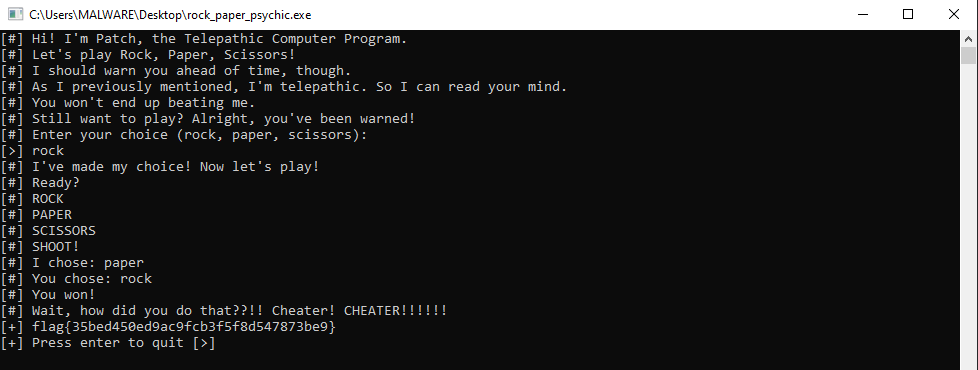 C:\Users\MALWARE\Desktop\rock_paper_psychic.exe
[#] Hi! I'm Patch, the Telepathic Computer Program.
[#] Let's play Rock, Paper, Scissors!
[#] I should warn you ahead of time, though.
[#] As I previously mentioned, I'm telepathic. So I can read your mind.
[#] You won't end up beating me.
[#] Still want to play? Alright, you've been warned!
[#] Enter your choice (rock, paper, scissors):
[>] rock
[#] I've made my choice! Now let's play!
[#] Ready?
[#] ROCK
[#] PAPER
[#] SCISSORS
[#] SHOOT!
[#] I chose: paper
[#] You chose: rock
[#] You won!
[#] Wait, how did you do that??!! Cheater! CHEATER!!!!!!
[+] flag{35bed450ed9ac9fcb3f5f8d547873be9}
[+] Press enter to quit [>]